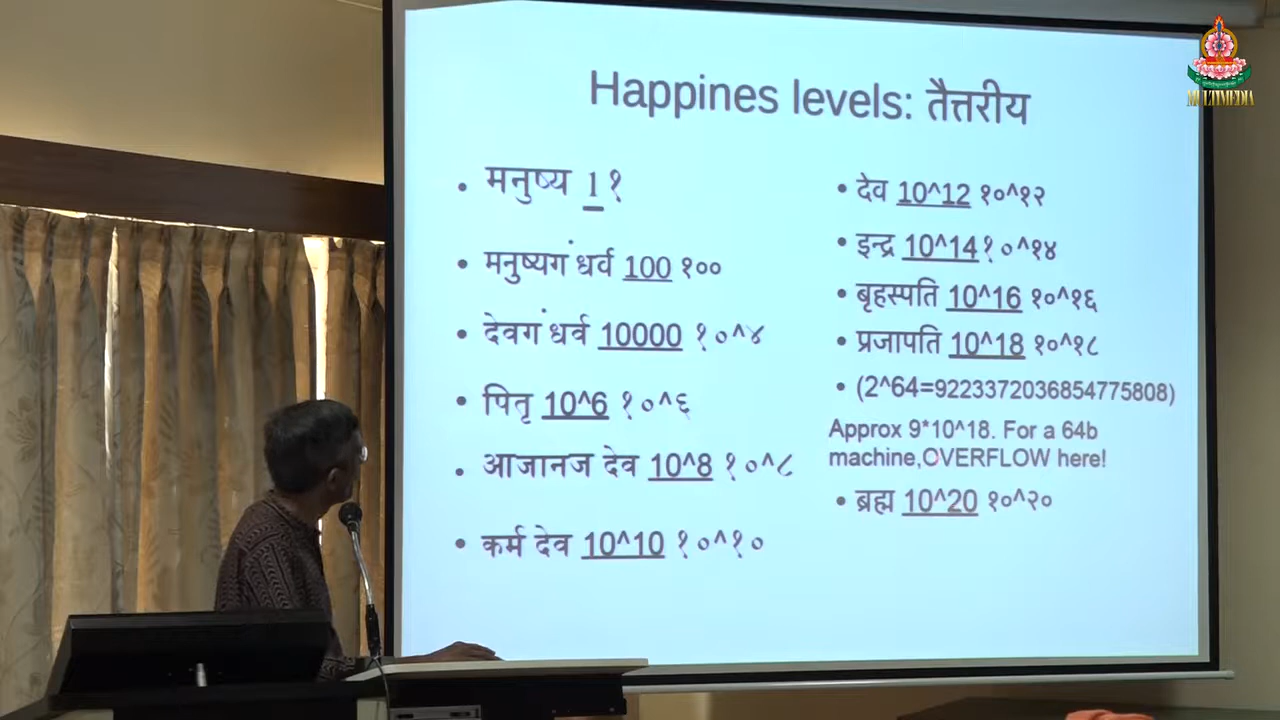 Happines levels: तैत्तरीय
मनुष्य 1 १
मनुष्यगं धर्व 100 १००
देवगं धर्व 10000 १०^४
पितृ 10^6 १०^६
आजानज देव 10^8 १०^८
कर्म देव 10^10 १०^१०
देव 10^12 १०^१२
इन्द्र 10^14 १०^१४
बृहस्पति 10^16 १०^१६
प्रजापति 10^18 १०^१८
(2^64=9223372036854775808)
Approx 9*10^18. For a 64b
machine,OVERFLOW here!
ब्रह्म 10^20 १०^२०
MULTIMEDIA